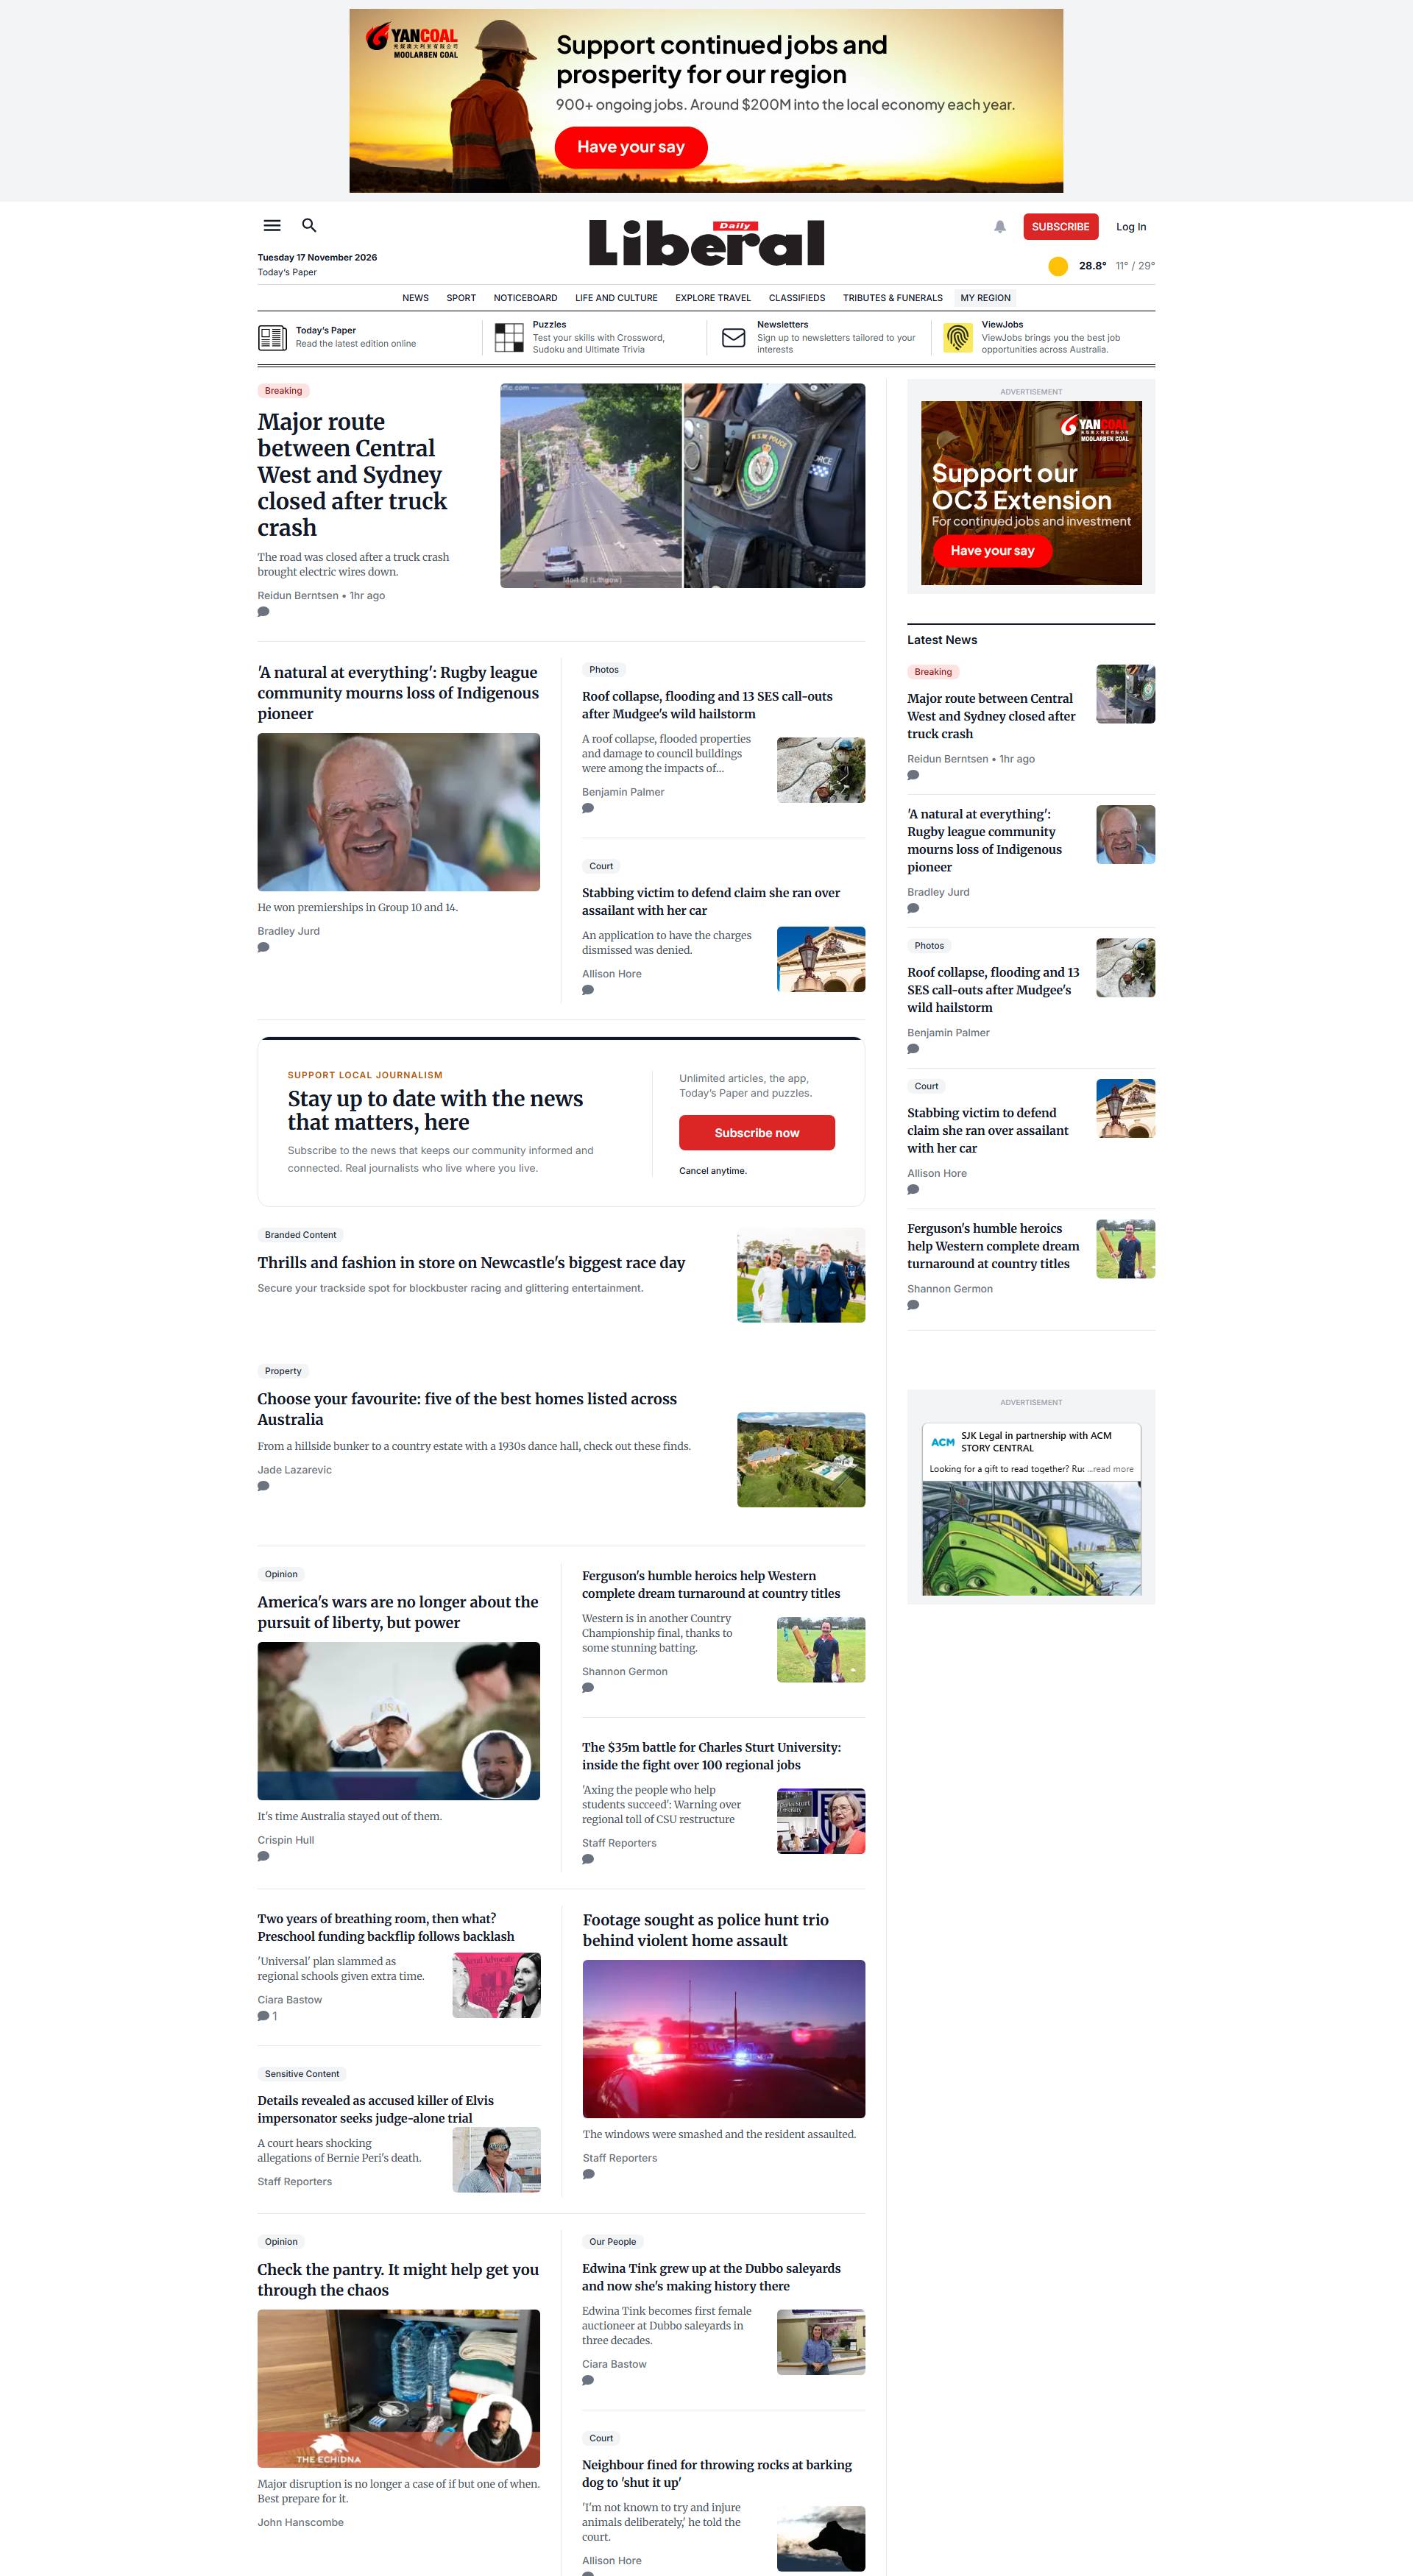 YANCOAL
MOOLARBEN COAL
Support continued jobs and
prosperity for our region
900+ ongoing jobs. Around $200M into the local economy each year.
Have your say
Daily
Liberal
SUBSCRIBE
Log In
Tuesday 17 November 2026
Today's Paper
28.8° 11° / 29°
NEWS SPORT NOTICEBOARD LIFE AND CULTURE EXPLORE TRAVEL CLASSIFIEDS TRIBUTES & FUNERALS MY REGION
Today's Paper
Read the latest edition online
Puzzles
Test your skills with Crossword,
Sudoku and Ultimate Trivia
Newsletters
Sign up to newsletters tailored to your
interests
ViewJobs
ViewJobs brings you the best job
opportunities across Australia.
Breaking
Major route
between Central
West and Sydney
closed after truck
crash
The road was closed after a truck crash
brought electric wires down.
Reidun Berntsen • 1hr ago
'A natural at everything': Rugby league
community mourns loss of Indigenous
pioneer
He won premierships in Group 10 and 14.
Bradley Jurd
Photos
Roof collapse, flooding and 13 SES call-outs
after Mudgee's wild hailstorm
A roof collapse, flooded properties
and damage to council buildings
were among the impacts of...
Benjamin Palmer
Court
Stabbing victim to defend claim she ran over
assailant with her car
An application to have the charges
dismissed was denied.
Allison Hore
SUPPORT LOCAL JOURNALISM
Stay up to date with the news
that matters, here
Subscribe to the news that keeps our community informed and
connected. Real journalists who live where you live.
Unlimited articles, the app,
Today's Paper and puzzles.
Subscribe now
Cancel anytime.
Branded Content
Thrills and fashion in store on Newcastle's biggest race day
Secure your trackside spot for blockbuster racing and glittering entertainment.
Property
Choose your favourite: five of the best homes listed across
Australia
From a hillside bunker to a country estate with a 1930s dance hall, check out these finds.
Jade Lazarevic
Opinion
America's wars are no longer about the
pursuit of liberty, but power
USA
It's time Australia stayed out of them.
Crispin Hull
Ferguson's humble heroics help Western
complete dream turnaround at country titles
Western is in another Country
Championship final, thanks to
some stunning batting.
Shannon Germon
The $35m battle for Charles Sturt University:
inside the fight over 100 regional jobs
'Axing the people who help
students succeed': Warning over
regional toll of CSU restructure
Staff Reporters
Two years of breathing room, then what?
Preschool funding backflip follows backlash
'Universal' plan slammed as
regional schools given extra time.
Ciara Bastow
1
Sensitive Content
Details revealed as accused killer of Elvis
impersonator seeks judge-alone trial
A court hears shocking
allegations of Bernie Peri's death.
Staff Reporters
Footage sought as police hunt trio
behind violent home assault
The windows were smashed and the resident assaulted.
Staff Reporters
Opinion
Check the pantry. It might help get you
through the chaos
THE ECHIDNA
Major disruption is no longer a case of if but one of when.
Best prepare for it.
John Hanscombe
Our People
Edwina Tink grew up at the Dubbo saleyards
and now she's making history there
Edwina Tink becomes first female
auctioneer at Dubbo saleyards in
three decades.
Ciara Bastow
Court
Neighbour fined for throwing rocks at barking
dog to 'shut it up'
'I'm not known to try and injure
animals deliberately,' he told the
court.
Allison Hore
ADVERTISEMENT
YANCOAL
MOOLARBEN COAL
Support our
OC3 Extension
For continued jobs and investment
Have your say
Latest News
Breaking
Major route between Central
West and Sydney closed after
truck crash
Reidun Berntsen • 1hr ago
'A natural at everything':
Rugby league community
mourns loss of Indigenous
pioneer
Bradley Jurd
Photos
Roof collapse, flooding and 13
SES call-outs after Mudgee's
wild hailstorm
Benjamin Palmer
Court
Stabbing victim to defend
claim she ran over assailant
with her car
Allison Hore
Ferguson's humble heroics
help Western complete dream
turnaround at country titles
Shannon Germon
ADVERTISEMENT
ACM
SJK Legal in partnership with ACM
STORY CENTRAL
Looking for a gift to read together? ...read more